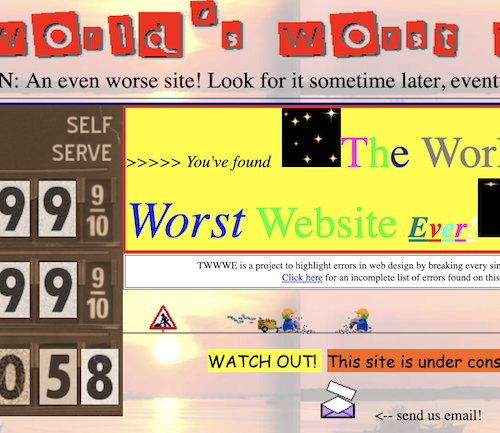 world's worst
N: An even worse site! Look for it sometime later, event
SELF
SERVE
>>>>> You've found The Worl
Worst Website Ever!
99 9/10
99 9/10
058
TWWWE is a project to highlight errors in web design by breaking every sin
Click here for an incomplete list of errors found on this
WATCH OUT! This site is under cons
<-- send us email!